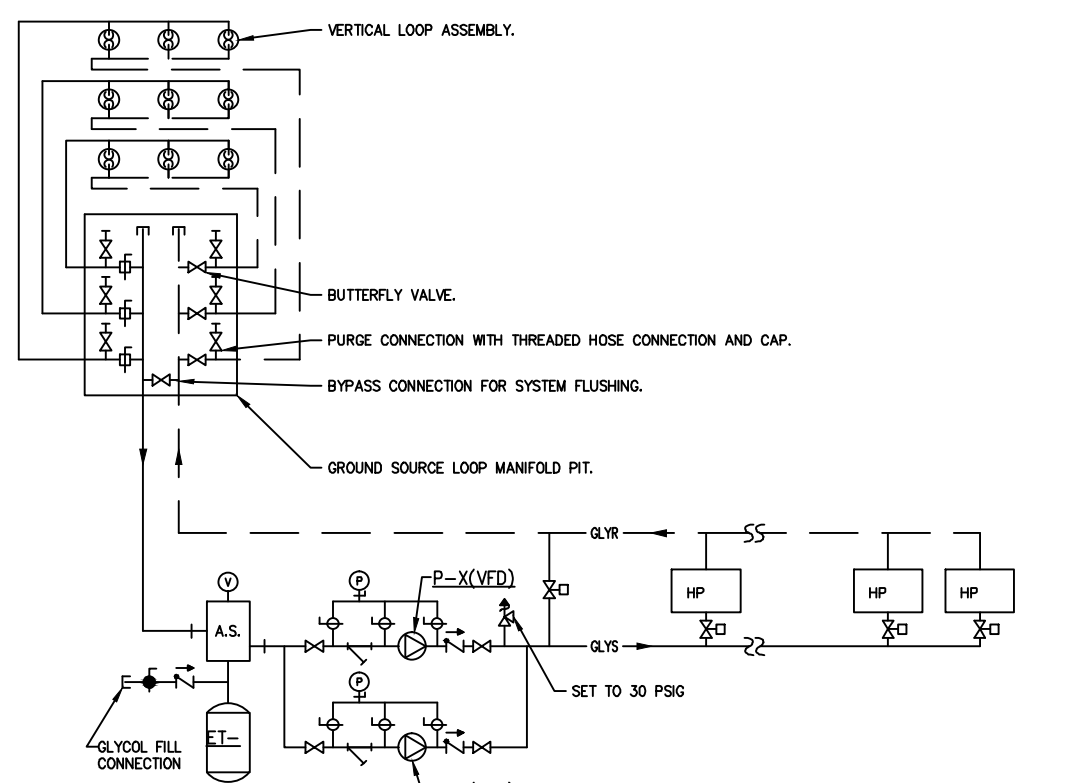 VERTICAL LOOP ASSEMBLY.
BUTTERFLY VALVE.
PURGE CONNECTION WITH THREADED HOSE CONNECTION AND CAP.
BYPASS CONNECTION FOR SYSTEM FLUSHING.
GROUND SOURCE LOOP MANIFOLD PIT.
GLYR
V
P
P-X(VFD)
HP
HP
HP
A.S.
GLYS
P
SET TO 30 PSIG
ET-
GLYCOL FILL
CONNECTION